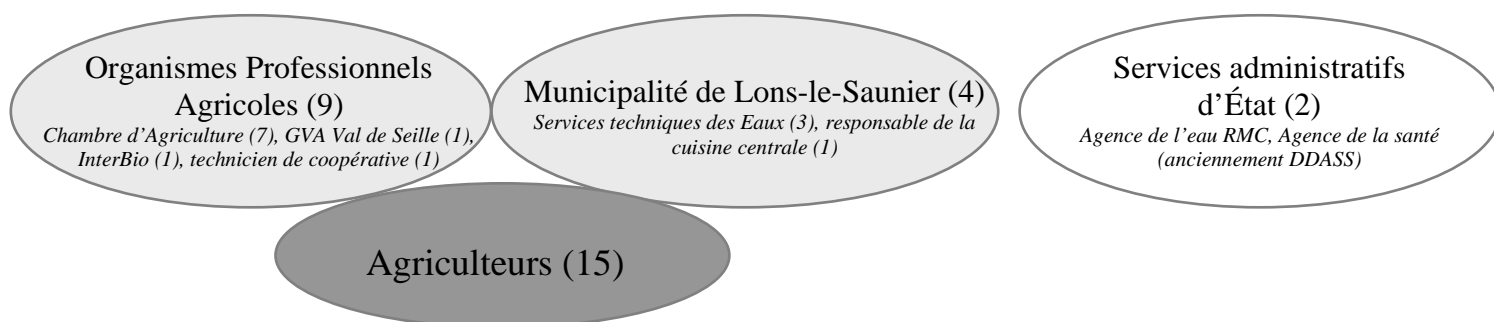 Organismes Professionnels
Agricoles (9)
Chambre d’Agriculture (7), GVA Val de Seille (1),
InterBio (1), technicien de coopérative (1)
Municipalité de Lons-le-Saunier (4)
Services techniques des Eaux (3), responsable de la
cuisine centrale (1)
Services administratifs
d’État (2)
Agence de l’eau RMC, Agence de la santé
(anciennement DDASS)
Agriculteurs (15)